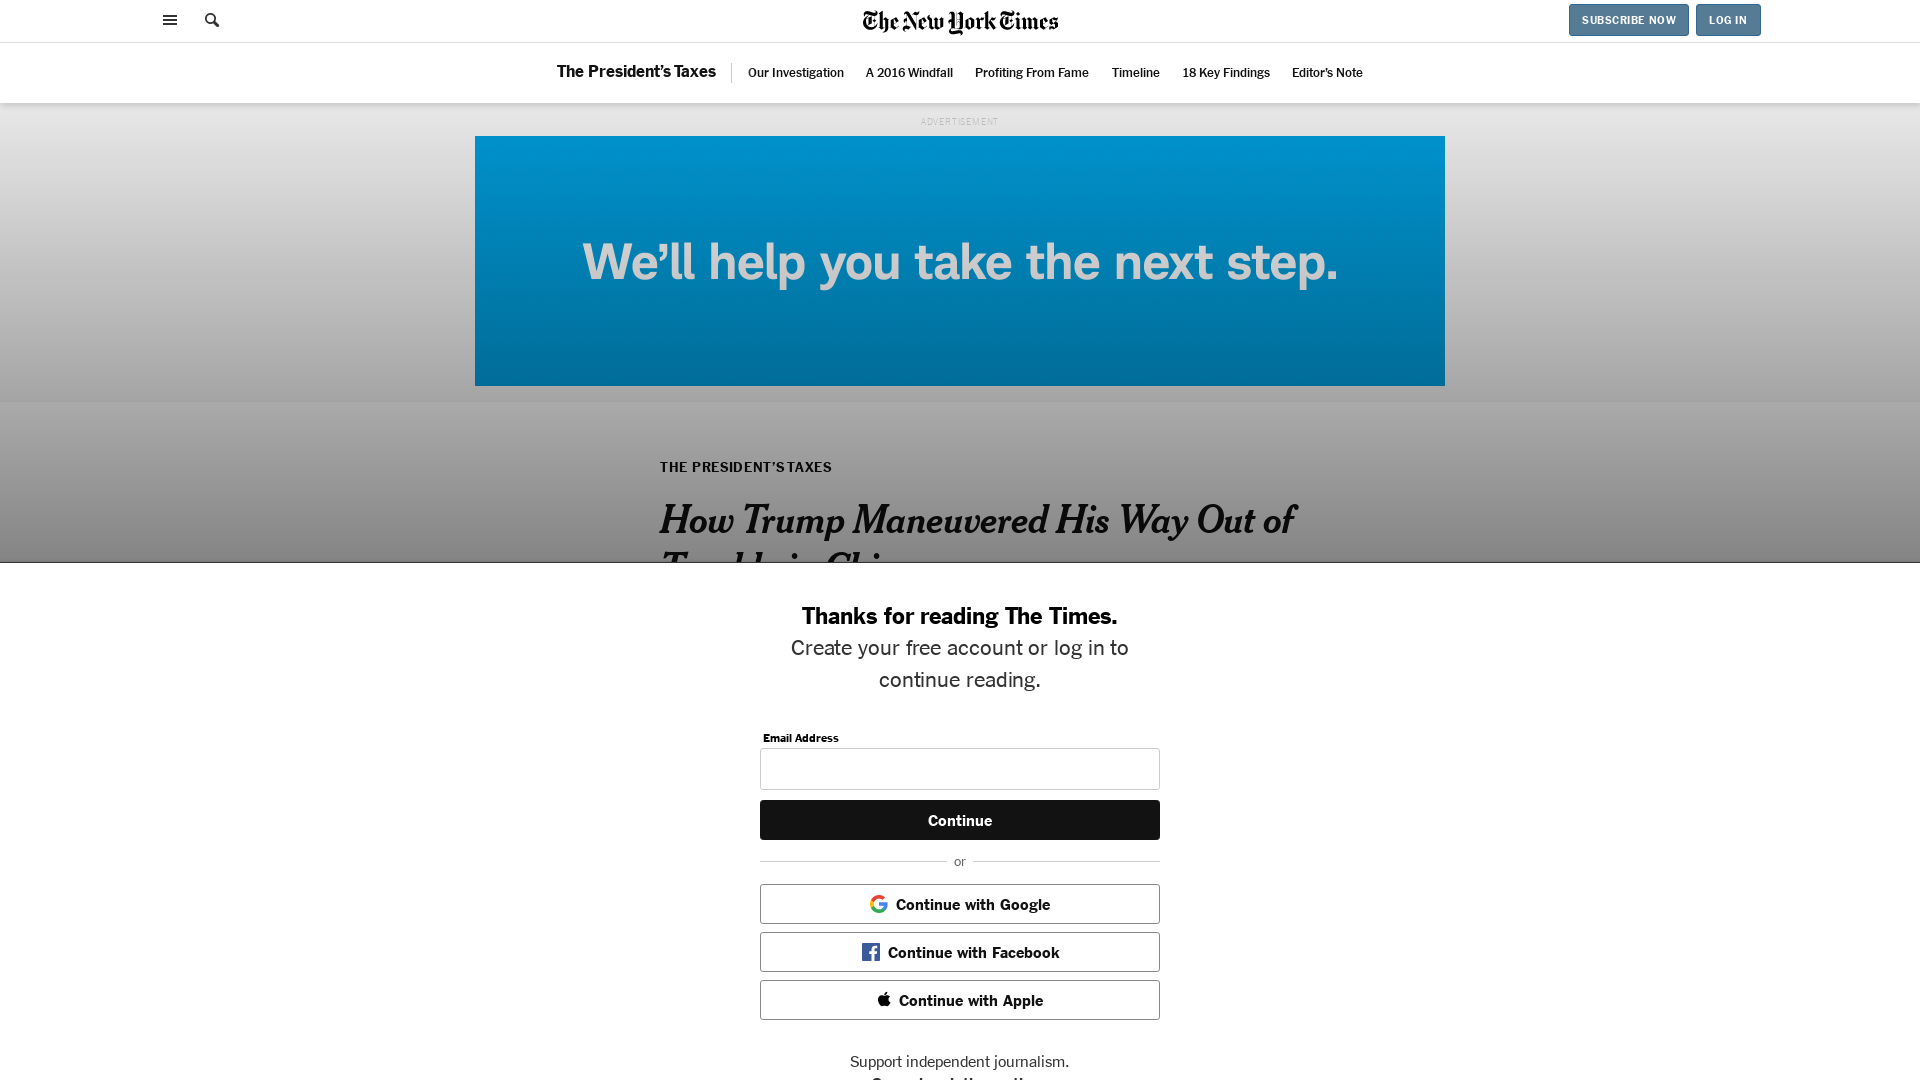 The New York Times
SUBSCRIBE NOW
LOG IN
The President's Taxes
Our Investigation
A 2016 Windfall
Profiting From Fame
Timeline
18 Key Findings
Editor's Note
ADVERTISEMENT
We'll help you take the next step.
THE PRESIDENT'S TAXES
How Trump Maneuvered His Way Out of
Thanks for reading The Times.
Create your free account or log in to
continue reading.
Email Address
Continue
or
Continue with Google
Continue with Facebook
Continue with Apple
Support independent journalism.